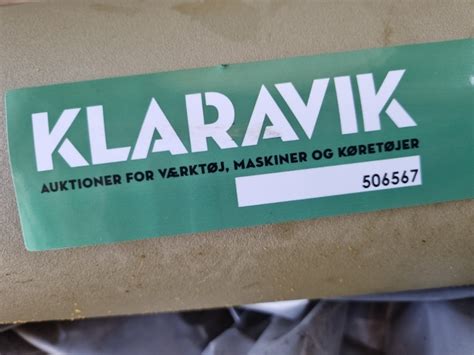 KLARAVIK
AUKTIONER FOR VÆRKTØJ, MASKINER OG KØRETØJER
506567